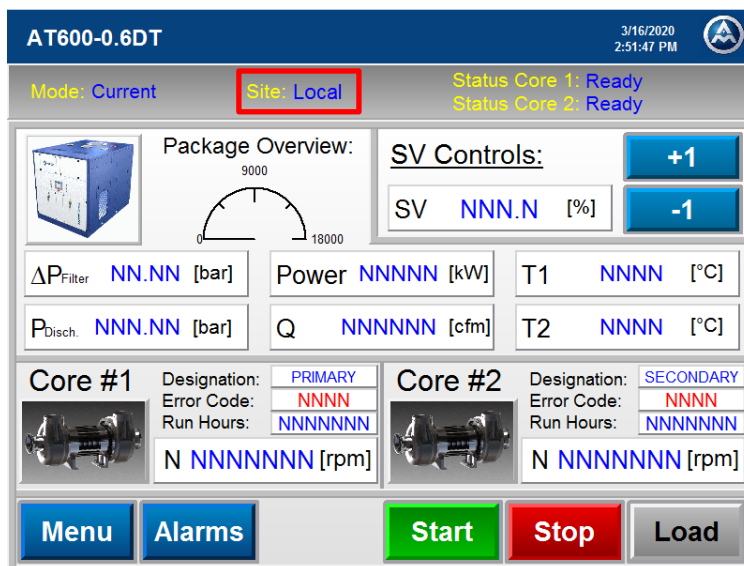 AT600-0.6DT
3/16/2020
2:51:47 PM
Mode: Current
Site: Local
Status Core 1: Ready
Status Core 2: Ready
Package Overview:
9000
0
18000
SV Controls:
+1
SV NNN.N [%]
-1
ΔPFilter NN.NN [bar]
Power NNNNN [kW]
T1 NNNN [°C]
PDisch. NNN.NN [bar]
Q NNNNNN [cfm]
T2 NNNN [°C]
Core #1
Designation: PRIMARY
Error Code: NNNN
Run Hours: NNNNNNN
N NNNNNNN [rpm]
Core #2
Designation: SECONDARY
Error Code: NNNN
Run Hours: NNNNNNN
N NNNNNNN [rpm]
Menu
Alarms
Start
Stop
Load